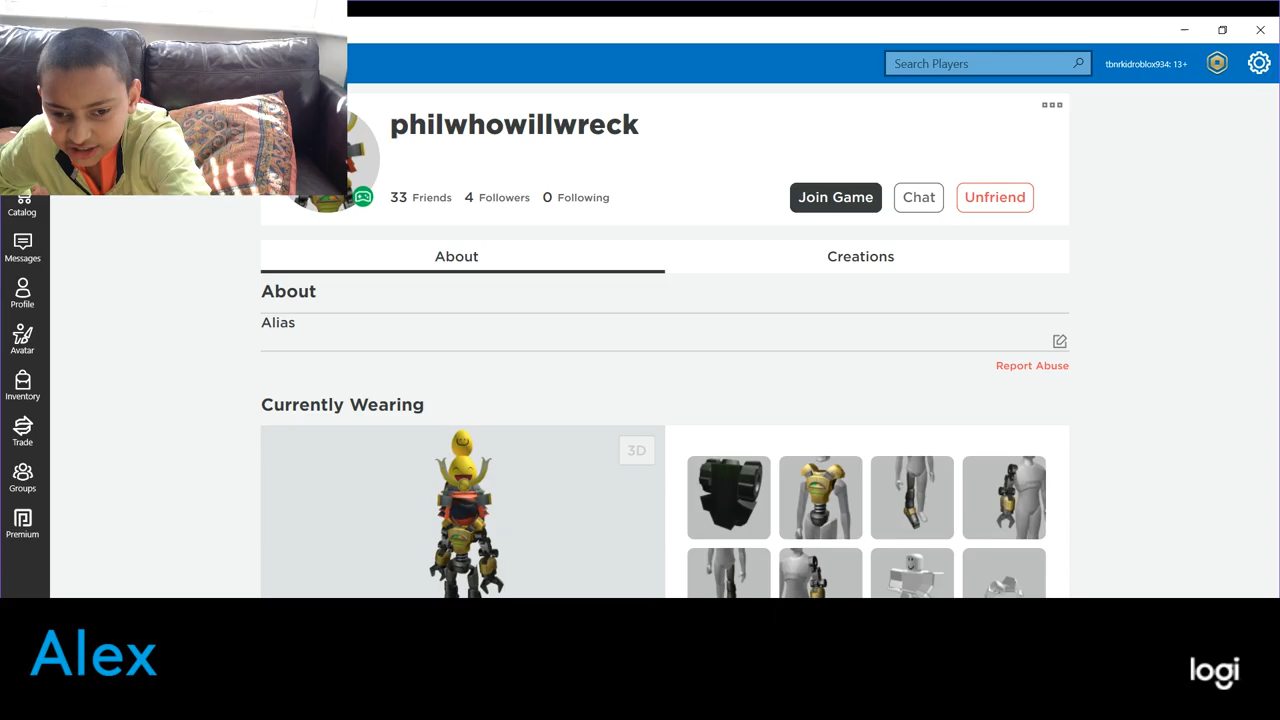 Search Players
tbnrkidroblox934: 13+
philwhowillwreck
33 Friends 4 Followers 0 Following
Join Game
Chat
Unfriend
Catalog
Messages
Profile
Avatar
Inventory
Trade
Groups
Premium
About
Creations
About
Alias
Report Abuse
Currently Wearing
3D
Alex
logi